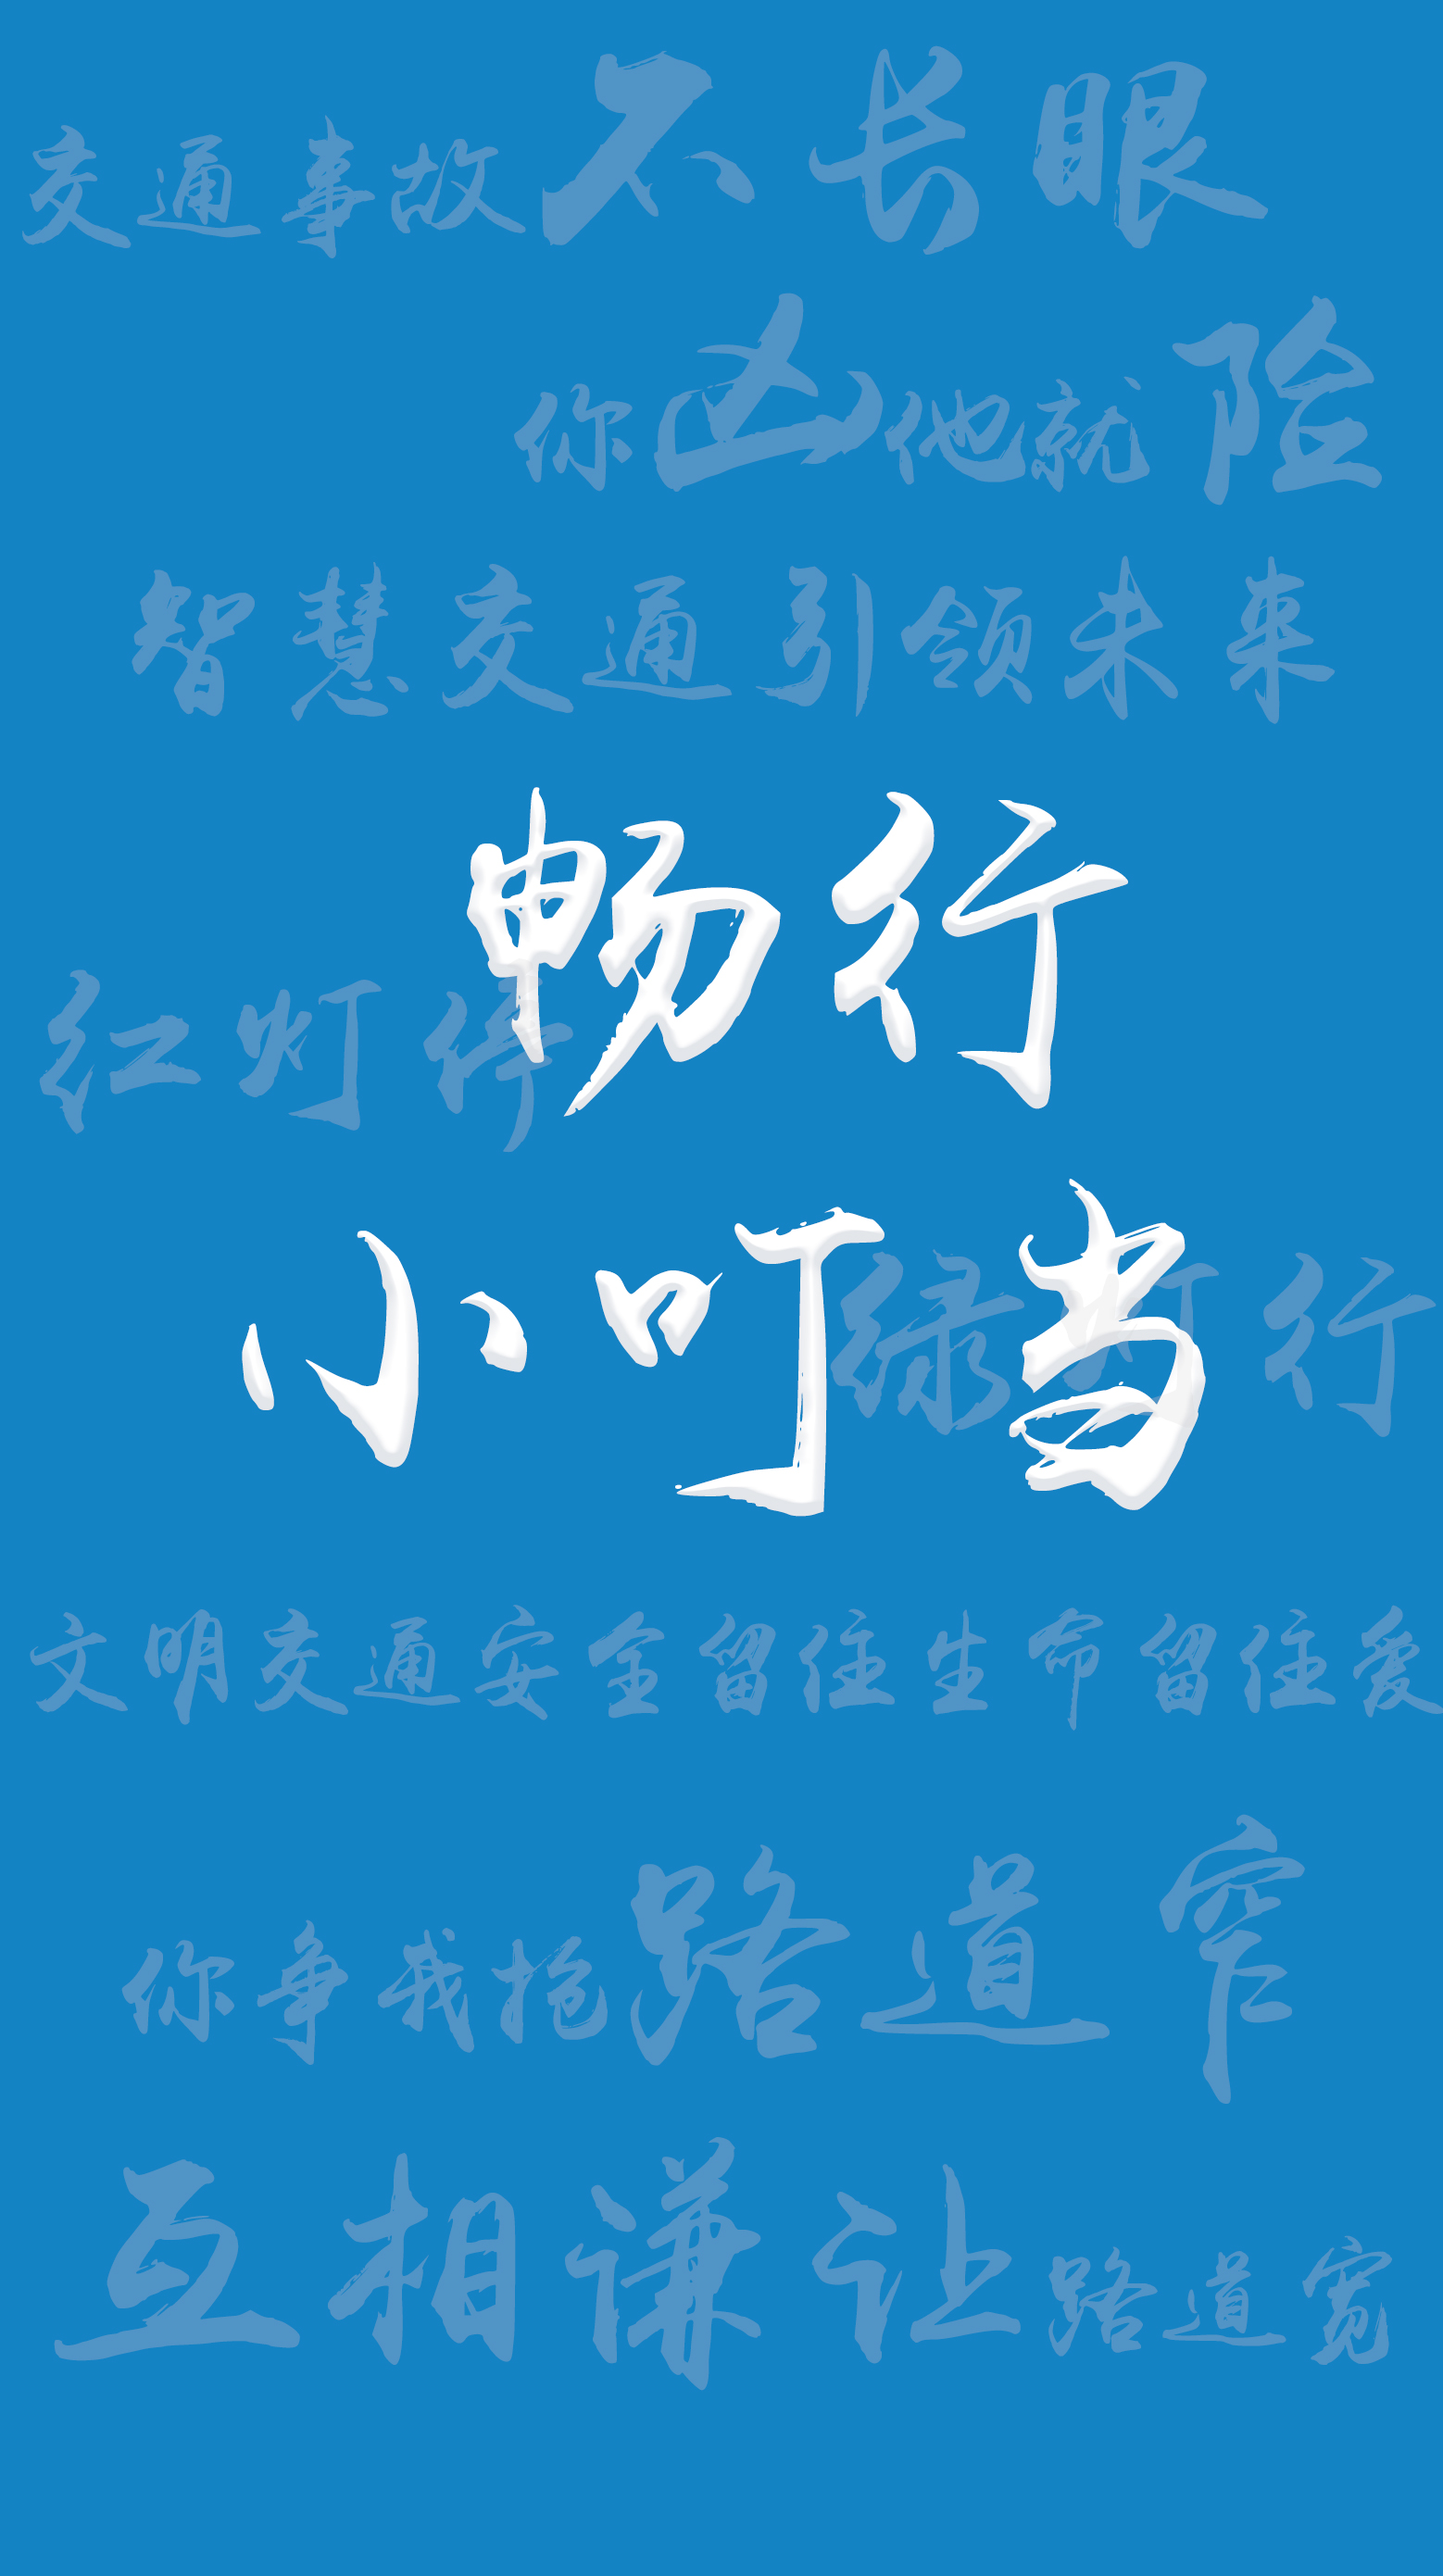 交通事故不长眼
你凶他就险
智慧交通引领未来
畅行
红灯停
小叮当
绿灯行
文明交通安全留住生命留住爱
你争我抢路道窄
互相谦让路道宽